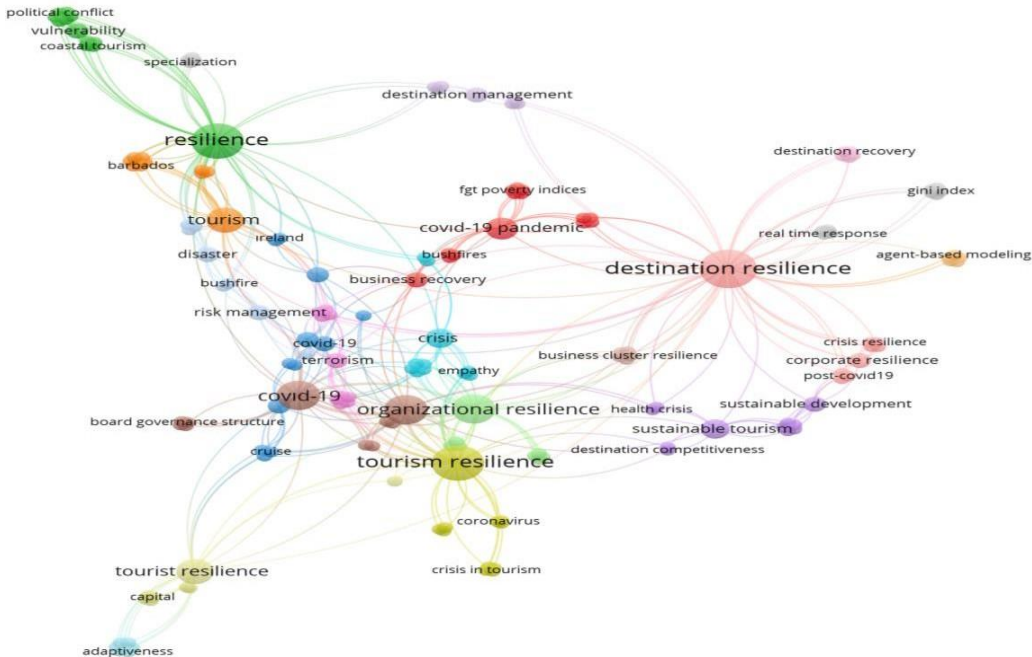 political conflict
vulnerability
coastal tourism
specialization
destination management
resilience
destination recovery
barbados
fgt poverty indices
gini index
tourism
covid-19 pandemic
real time response
ireland
disaster
bushfires
agent-based modeling
destination resilience
bushfire
business recovery
risk management
crisis
crisis resilience
covid-19
business cluster resilience
terrorism
corporate resilience
empathy
post-covid19
covid-19
organizational resilience
health crisis
sustainable development
board governance structure
sustainable tourism
cruise
destination competitiveness
tourism resilience
coronavirus
tourist resilience
crisis in tourism
capital
adaptiveness